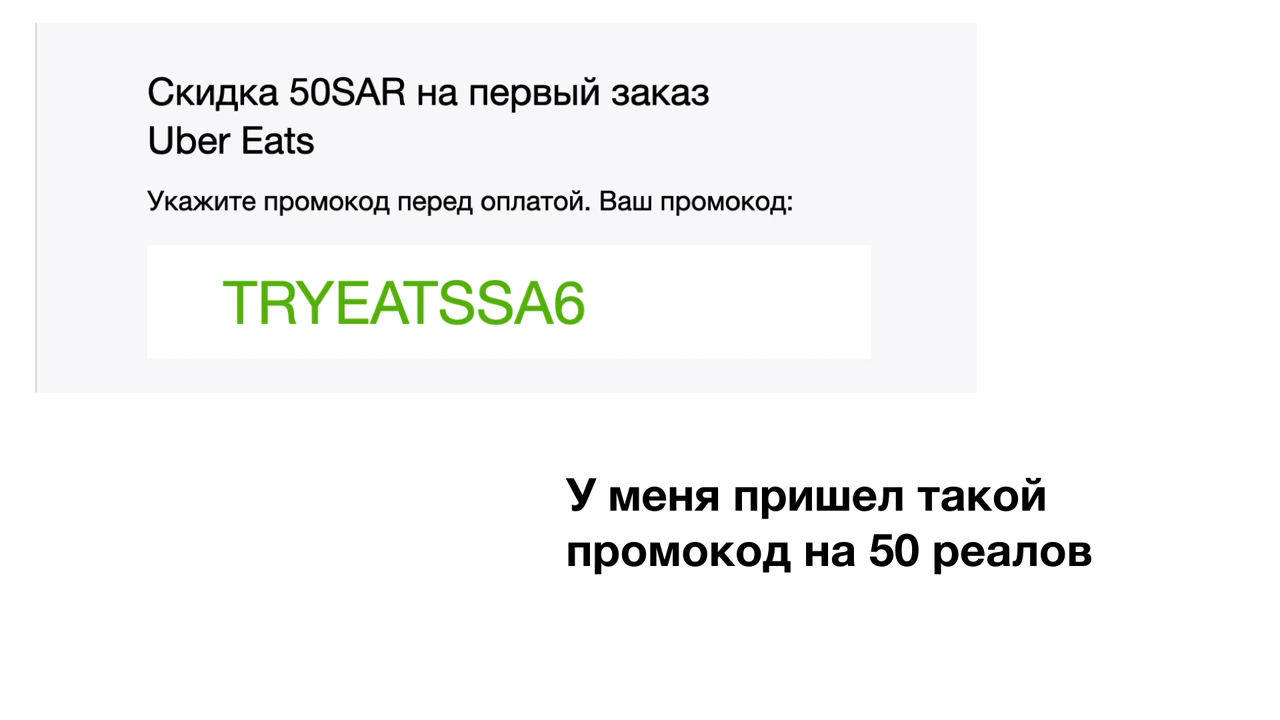 Скидка 50SAR на первый заказ
Uber Eats
Укажите промокод перед оплатой. Ваш промокод:
TRYEATSSA6
У меня пришел такой
промокод на 50 реалов